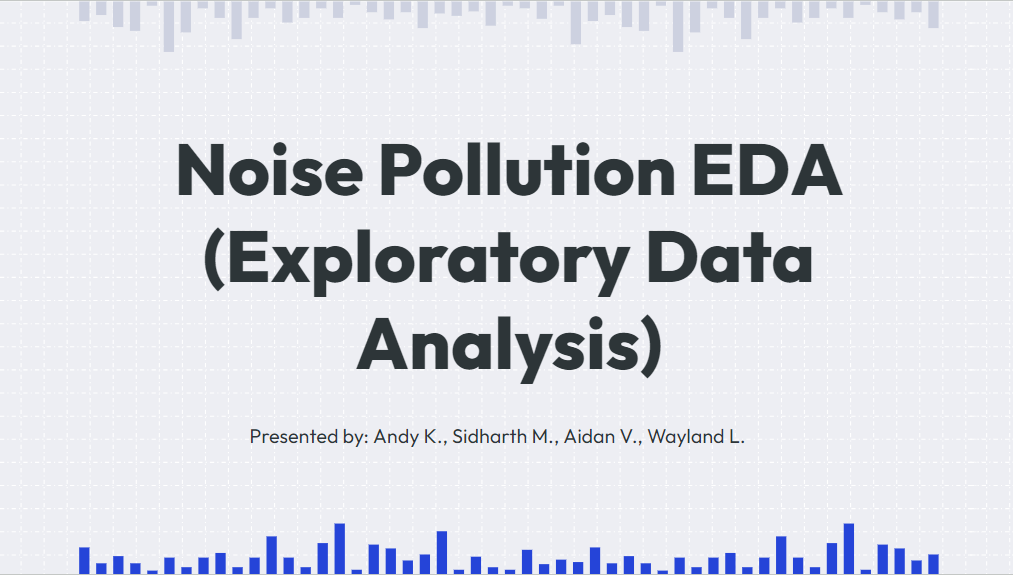 Noise Pollution EDA
(Exploratory Data
Analysis)
Presented by: Andy K., Sidharth M., Aidan V., Wayland L.